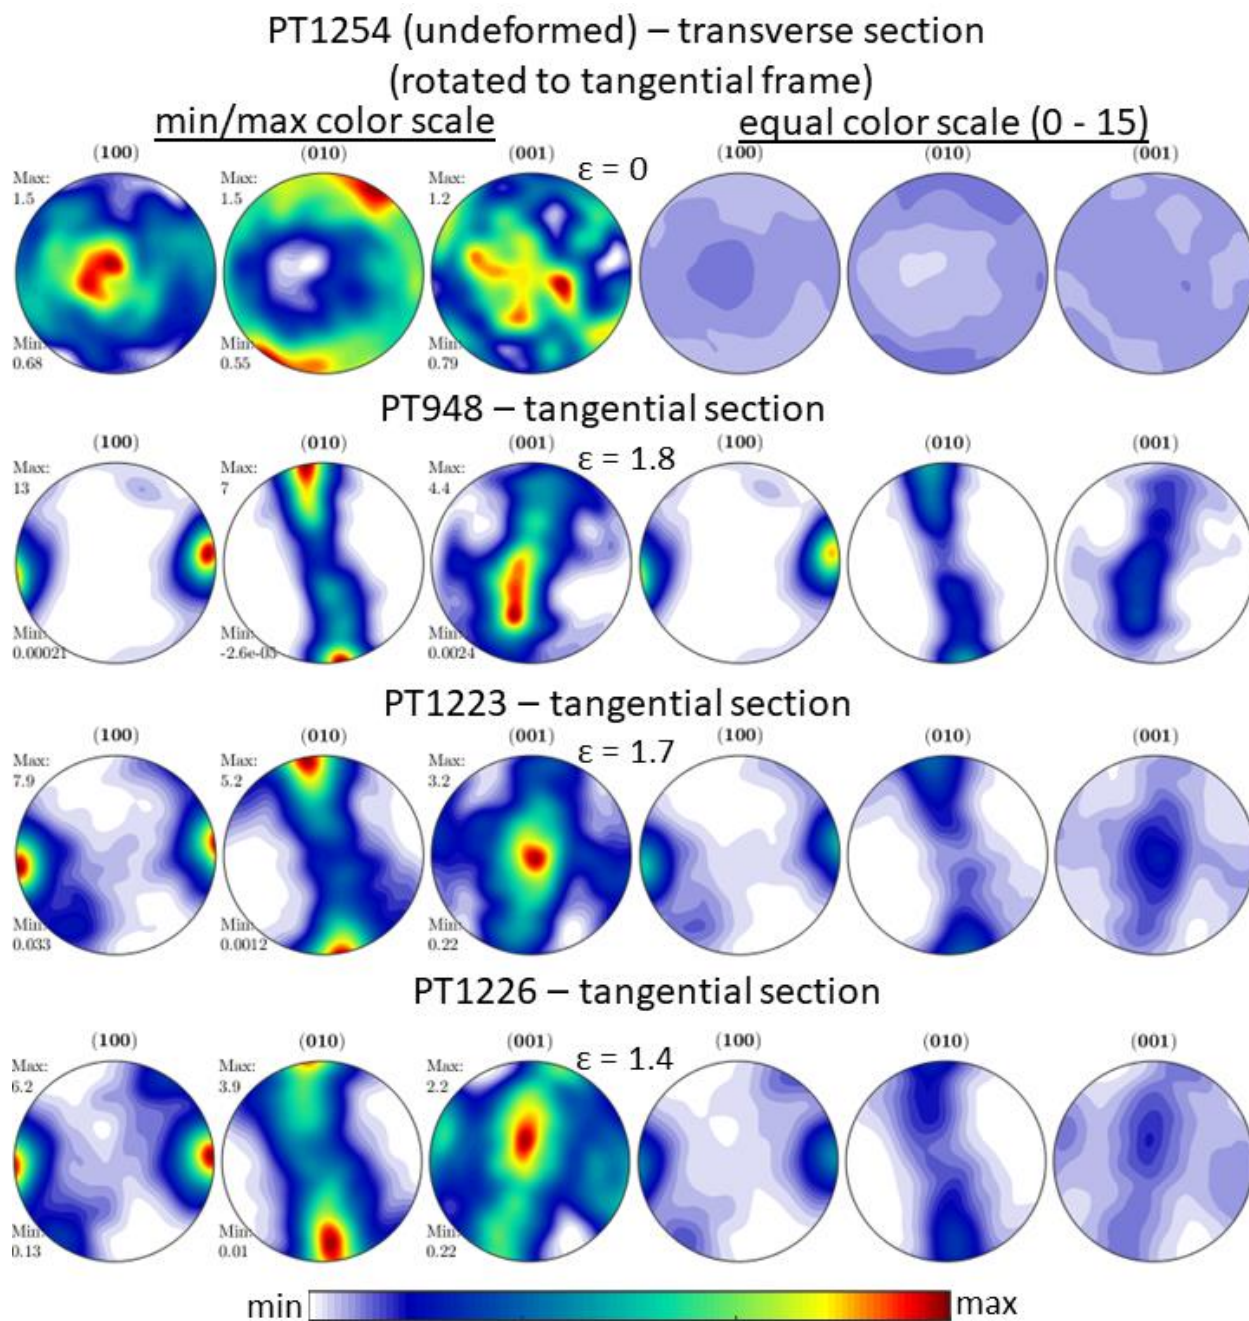 PT1254 (undeformed) – transverse section
(rotated to tangential frame)
min/max color scale equal color scale (0 - 15)
(100) (010) (001) ε = 0 (100) (010) (001)
Max: 1.5 Max: 1.5 Max: 1.2
Min: 0.68 Min: 0.55 Min: 0.79
PT948 – tangential section
(100) (010) (001) ε = 1.8 (100) (010) (001)
Max: 13 Max: 7 Max: 4.4
Min: 0.00021 Min: -2.6e-05 Min: 0.0024
PT1223 – tangential section
(100) (010) (001) ε = 1.7 (100) (010) (001)
Max: 7.9 Max: 5.2 Max: 3.2
Min: 0.033 Min: 0.0012 Min: 0.22
PT1226 – tangential section
(100) (010) (001) ε = 1.4 (100) (010) (001)
Max: 6.2 Max: 3.9 Max: 2.2
Min: 0.13 Min: 0.01 Min: 0.22
min max